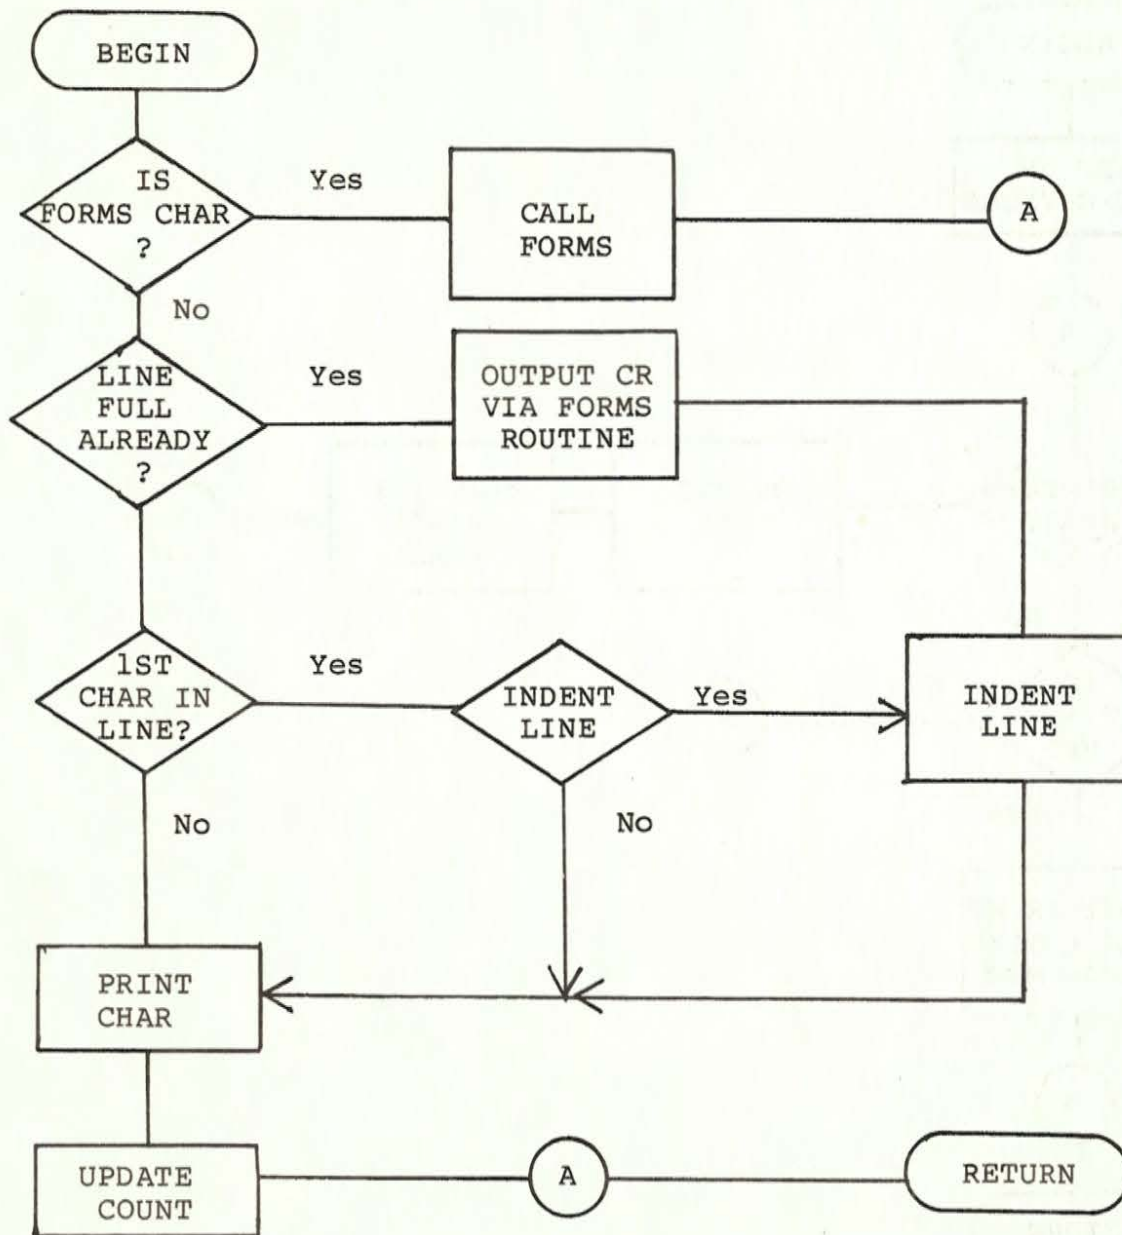 BEGIN
IS
FORMS CHAR
?
Yes
CALL
FORMS
A
No
LINE
FULL
ALREADY
?
Yes
OUTPUT CR
VIA FORMS
ROUTINE
1ST
CHAR IN
LINE?
Yes
INDENT
LINE
Yes
INDENT
LINE
No
No
PRINT
CHAR
UPDATE
COUNT
A
RETURN